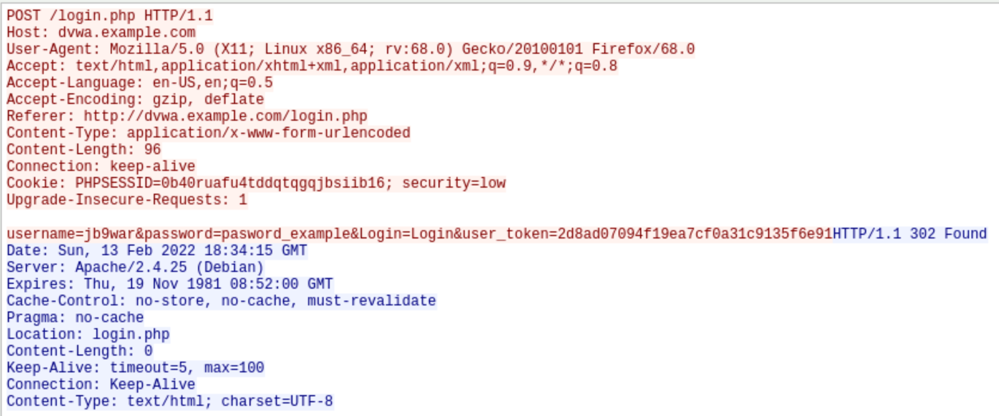 POST /login.php HTTP/1.1
Host: dvwa.example.com
User-Agent: Mozilla/5.0 (X11; Linux x86_64; rv:68.0) Gecko/20100101 Firefox/68.0
Accept: text/html,application/xhtml+xml,application/xml;q=0.9,*/*;q=0.8
Accept-Language: en-US,en;q=0.5
Accept-Encoding: gzip, deflate
Referer: http://dvwa.example.com/login.php
Content-Type: application/x-www-form-urlencoded
Content-Length: 96
Connection: keep-alive
Cookie: PHPSESSID=0b40ruafu4tddqtqgqjbsiib16; security=low
Upgrade-Insecure-Requests: 1
username=jb9war&password=pasword_example&Login=Login&user_token=2d8ad07094f19ea7cf0a31c9135f6e91HTTP/1.1 302 Found
Date: Sun, 13 Feb 2022 18:34:15 GMT
Server: Apache/2.4.25 (Debian)
Expires: Thu, 19 Nov 1981 08:52:00 GMT
Cache-Control: no-store, no-cache, must-revalidate
Pragma: no-cache
Location: login.php
Content-Length: 0
Keep-Alive: timeout=5, max=100
Connection: Keep-Alive
Content-Type: text/html; charset=UTF-8